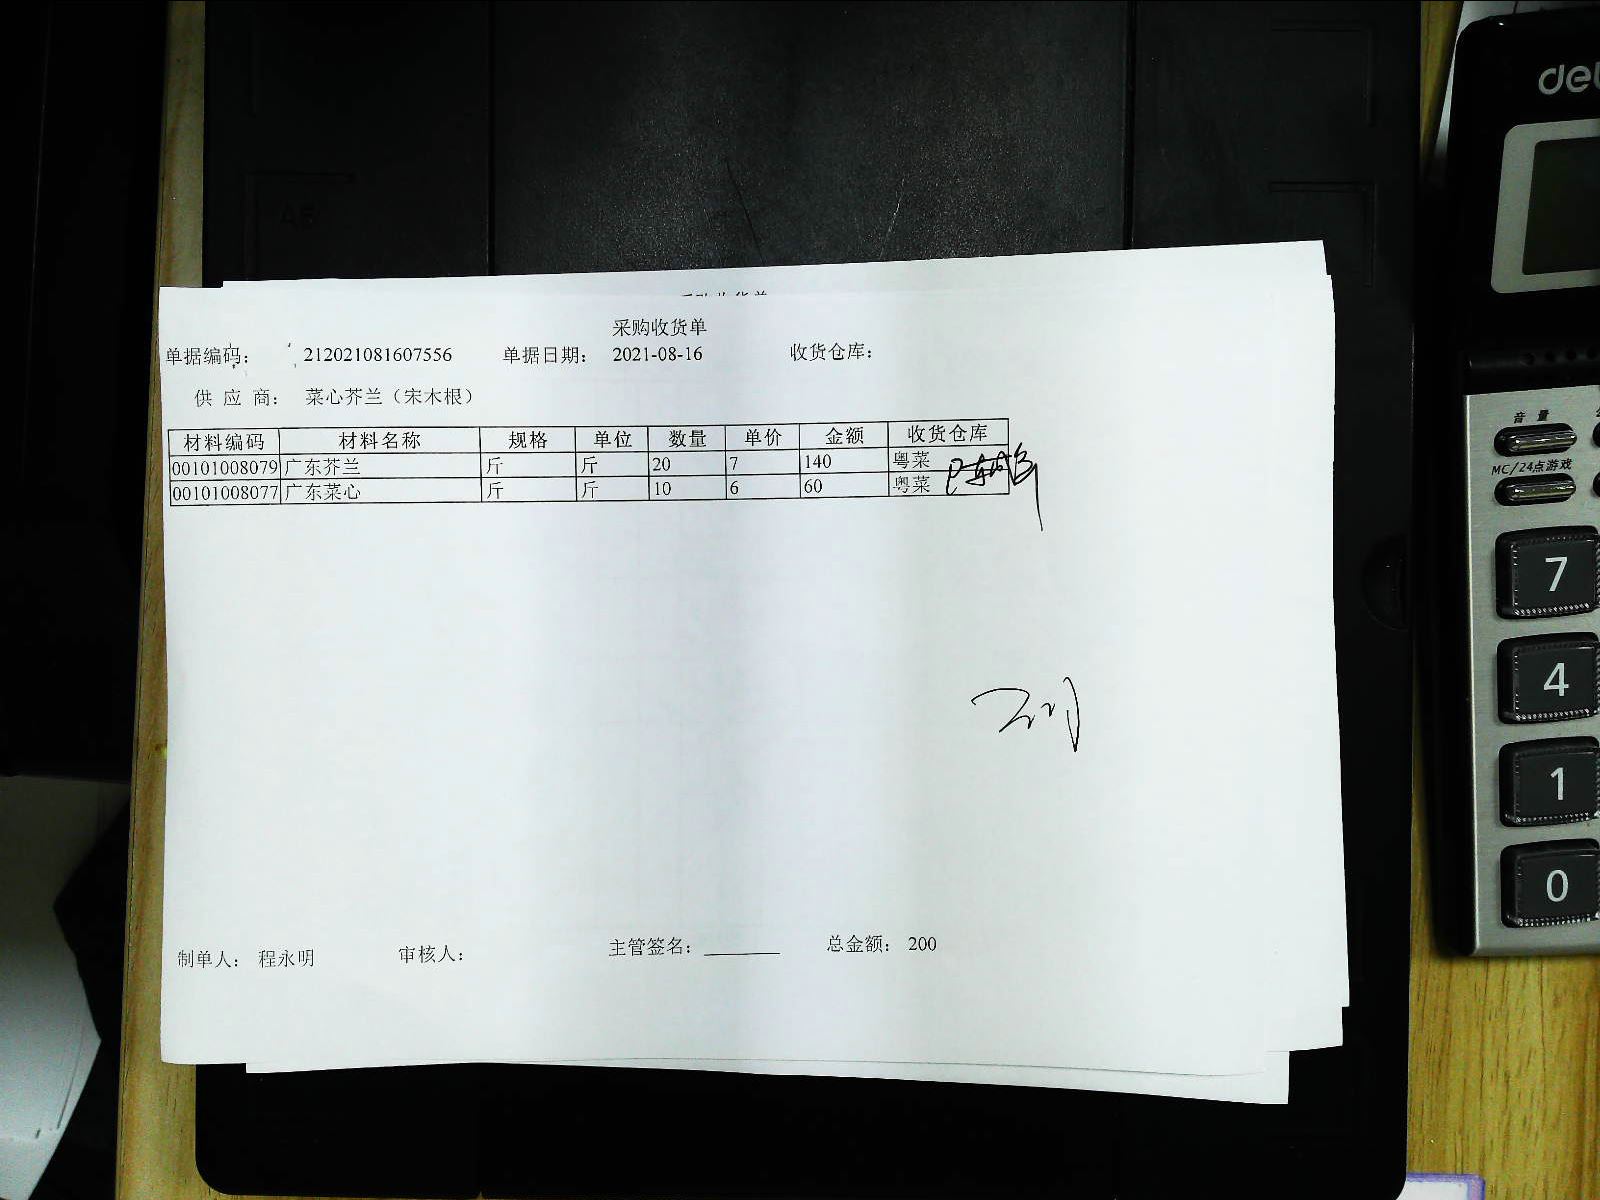 采购收货单
单据编码： 212021081607556 单据日期： 2021-08-16 收货仓库：
供应商： 菜心芥兰（宋木根）
材料编码 材料名称 规格 单位 数量 单价 金额 收货仓库
00101008079 广东芥兰 斤 斤 20 7 140 粤菜
00101008077 广东菜心 斤 斤 10 6 60 粤菜
制单人： 程永明 审核人： 主管签名： 总金额： 200
音量
MC/24点游戏
7
4
1
0
A5